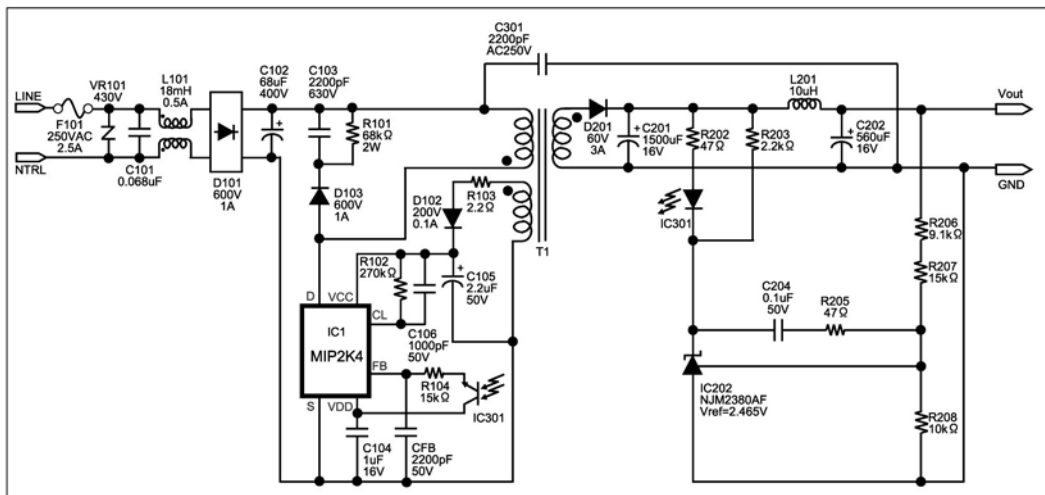 C301
2200pF
AC250V
LINE
F101
250VAC
2.5A
NTRL
VR101
430V
C101
0.068uF
L101
18mH
0.5A
D101
600V
1A
C102
68uF
400V
C103
2200pF
630V
R101
68kΩ
2W
D103
600V
1A
D102
200V
0.1A
R103
2.2Ω
T1
D201
60V
3A
C201
1500uF
16V
R202
47Ω
R203
2.2kΩ
L201
10uH
C202
560uF
16V
Vout
GND
IC301
R206
9.1kΩ
R207
15kΩ
C204
0.1uF
50V
R205
47Ω
IC202
NJM2380AF
Vref=2.465V
R208
10kΩ
R102
270kΩ
C105
2.2uF
50V
C106
1000pF
50V
D
VCC
CL
IC1
MIP2K4
FB
S
VDD
R104
15kΩ
IC301
C104
1uF
16V
CFB
2200pF
50V